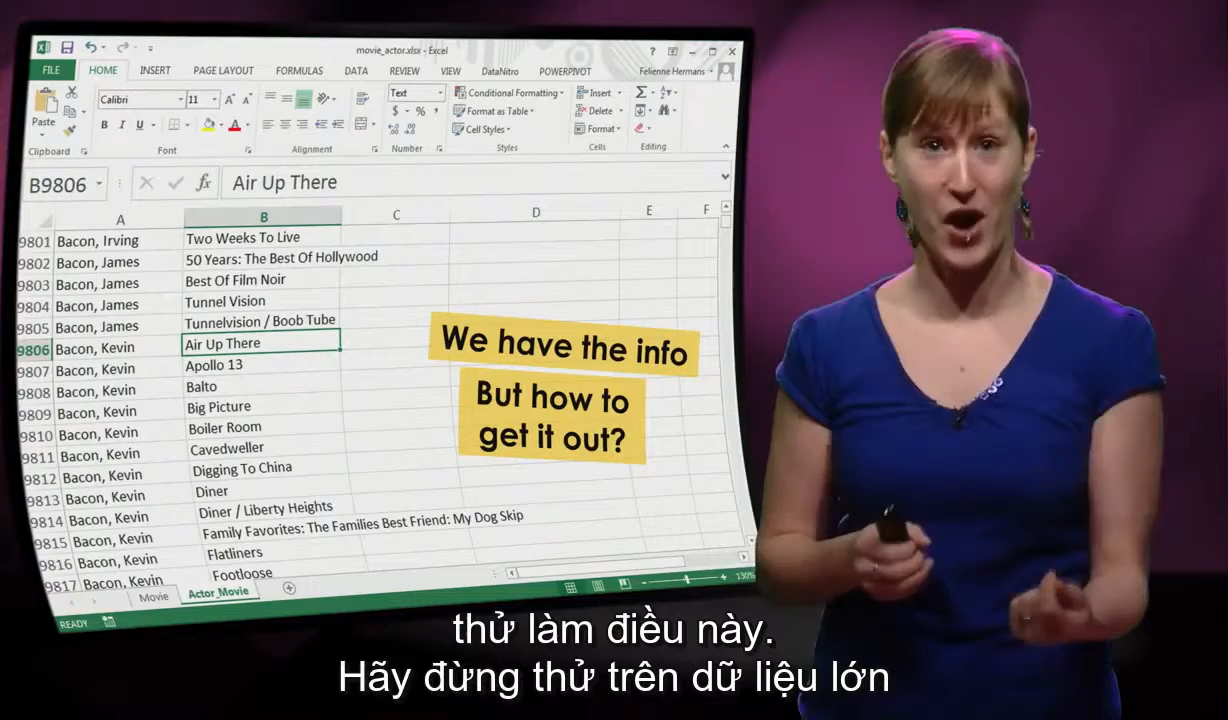 movie_actor.xlsx - Excel
FILE HOME INSERT PAGE LAYOUT FORMULAS DATA REVIEW VIEW DataNitro POWERPIVOT Felienne Hermans
Paste
Calibri 11
B I U A
Text
$ % ,
Conditional Formatting
Format as Table
Cell Styles
Insert
Delete
Format
Clipboard Font Alignment Number Styles Cells Editing
B9806 fx Air Up There
A B C D E F
9801 Bacon, Irving Two Weeks To Live
9802 Bacon, James 50 Years: The Best Of Hollywood
9803 Bacon, James Best Of Film Noir
9804 Bacon, James Tunnel Vision
9805 Bacon, James Tunnelvision / Boob Tube
9806 Bacon, Kevin Air Up There
9807 Bacon, Kevin Apollo 13
9808 Bacon, Kevin Balto
9809 Bacon, Kevin Big Picture
9810 Bacon, Kevin Boiler Room
9811 Bacon, Kevin Cavedweller
9812 Bacon, Kevin Digging To China
9813 Bacon, Kevin Diner
9814 Bacon, Kevin Diner / Liberty Heights
9815 Bacon, Kevin Family Favorites: The Families Best Friend: My Dog Skip
9816 Bacon, Kevin Flatliners
9817 Bacon, Kevin Footloose
We have the info
But how to
get it out?
Movie Actor_Movie
READY 130%
thử làm điều này.
Hãy đừng thử trên dữ liệu lớn